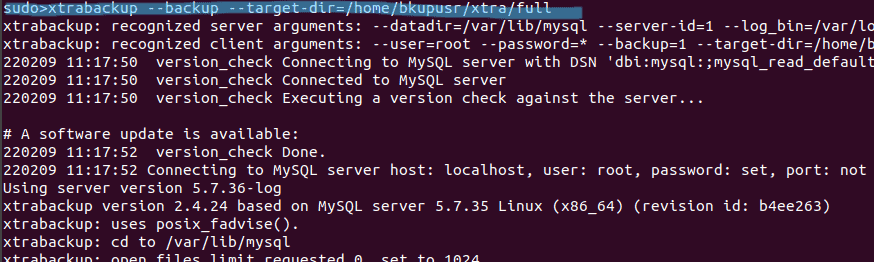 sudo>xtrabackup --backup --target-dir=/home/bkupusr/xtra/full
xtrabackup: recognized server arguments: --datadir=/var/lib/mysql --server-id=1 --log_bin=/var/lo
xtrabackup: recognized client arguments: --user=root --password=* --backup=1 --target-dir=/home/b
220209 11:17:50  version_check Connecting to MySQL server with DSN 'dbi:mysql:;mysql_read_default
220209 11:17:50  version_check Connected to MySQL server
220209 11:17:50  version_check Executing a version check against the server...
# A software update is available:
220209 11:17:52  version_check Done.
220209 11:17:52 Connecting to MySQL server host: localhost, user: root, password: set, port: not
Using server version 5.7.36-log
xtrabackup version 2.4.24 based on MySQL server 5.7.35 Linux (x86_64) (revision id: b4ee263)
xtrabackup: uses posix_fadvise().
xtrabackup: cd to /var/lib/mysql
xtrabackup: open files limit requested 0, set to 1024